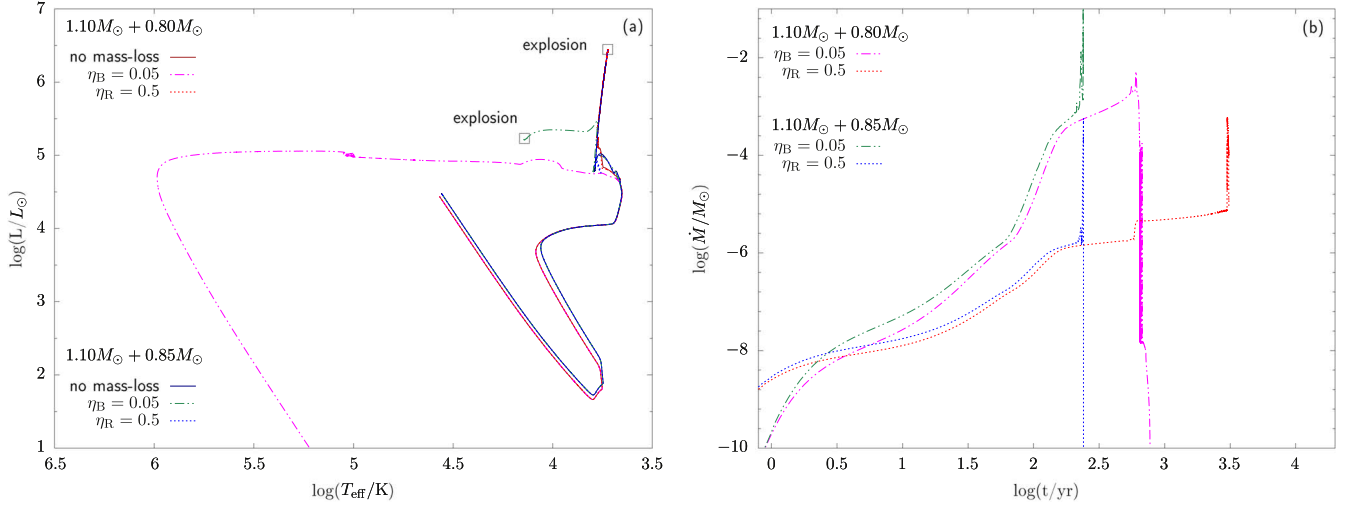 (a)
1.10M⊙ + 0.80M⊙
no mass-loss
ηB = 0.05
ηR = 0.5
explosion
explosion
1.10M⊙ + 0.85M⊙
no mass-loss
ηB = 0.05
ηR = 0.5
7
6
5
4
3
2
1
log(L/L⊙)
6.5 6 5.5 5 4.5 4 3.5
log(Teff/K)
(b)
1.10M⊙ + 0.80M⊙
ηB = 0.05
ηR = 0.5
1.10M⊙ + 0.85M⊙
ηB = 0.05
ηR = 0.5
−2
−4
−6
−8
−10
log(Ṁ/M⊙)
0 0.5 1 1.5 2 2.5 3 3.5 4
log(t/yr)